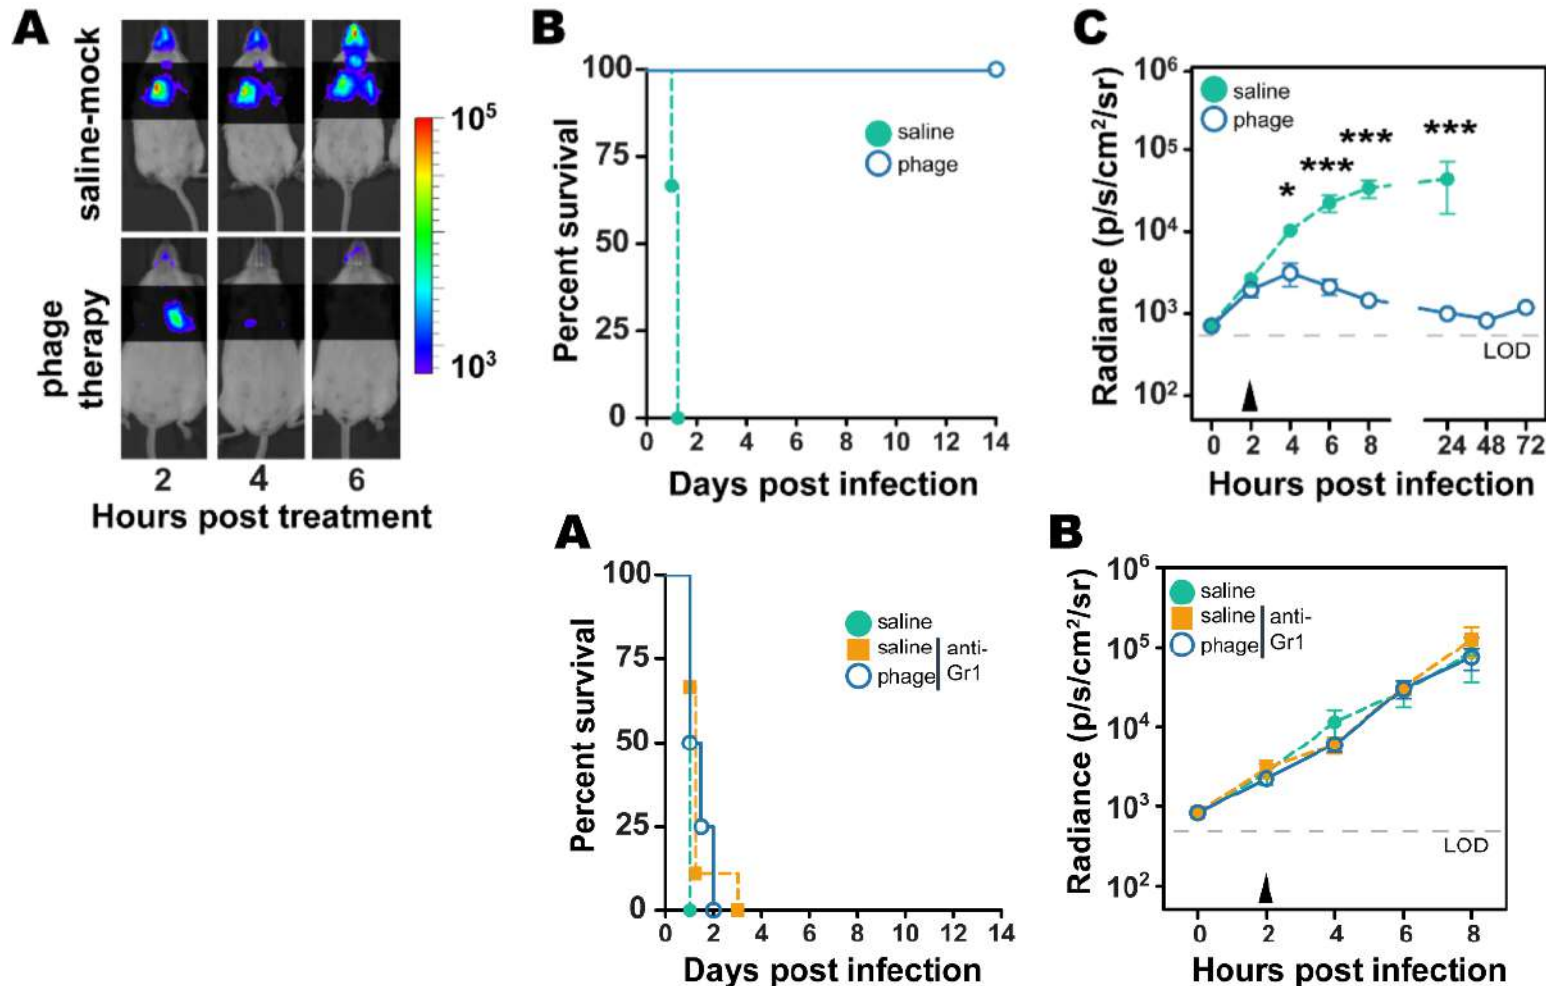 A
saline-mock
phage
therapy
10⁵
10³
2 4 6
Hours post treatment
B
Percent survival
100
75
50
25
0
saline
phage
0 2 4 6 8 10 12 14
Days post infection
C
Radiance (p/s/cm²/sr)
10⁶
10⁵
10⁴
10³
10²
saline
phage
* *** *** ***
LOD
0 2 4 6 8 24 48 72
Hours post infection
A
Percent survival
100
75
50
25
0
saline
saline
phage
anti-
Gr1
0 2 4 6 8 10 12 14
Days post infection
B
Radiance (p/s/cm²/sr)
10⁶
10⁵
10⁴
10³
10²
saline
saline
phage
anti-
Gr1
LOD
0 2 4 6 8
Hours post infection